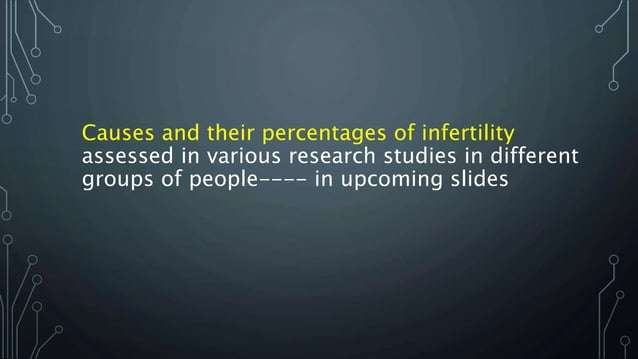 Causes and their percentages of infertility
assessed in various research studies in different
groups of people---- in upcoming slides